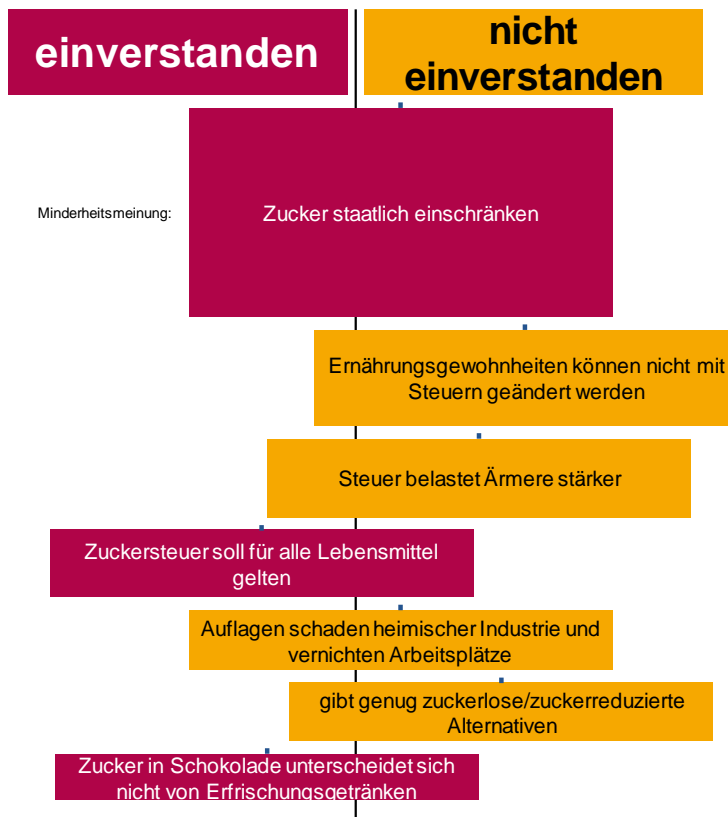 einverstanden
nicht
einverstanden
Minderheitsmeinung:
Zucker staatlich einschränken
Ernährungsgewohnheiten können nicht mit
Steuern geändert werden
Steuer belastet Ärmere stärker
Zuckersteuer soll für alle Lebensmittel
gelten
Auflagen schaden heimischer Industrie und
vernichten Arbeitsplätze
gibt genug zuckerlose/zuckerreduzierte
Alternativen
Zucker in Schokolade unterscheidet sich
nicht von Erfrischungsgetränken